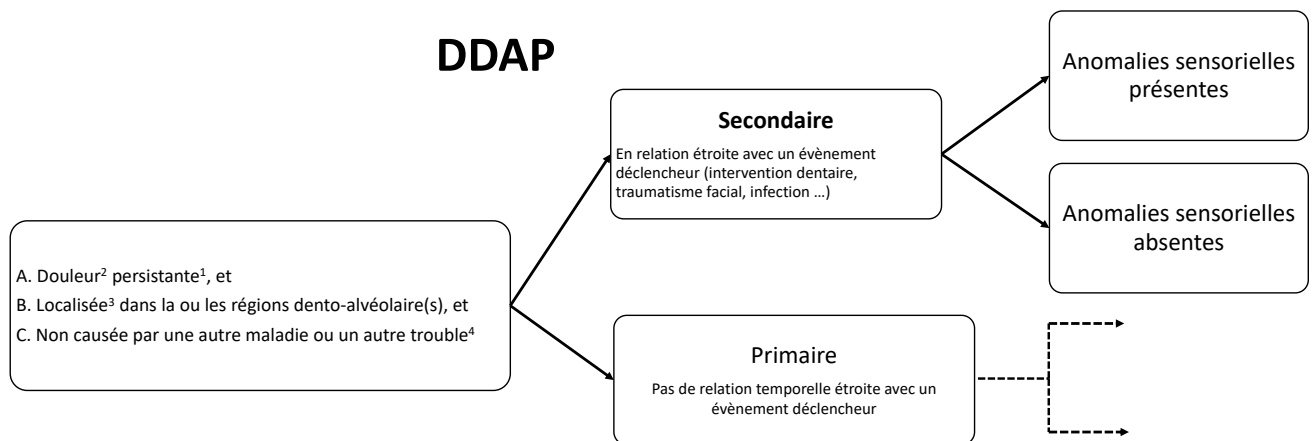 DDAP
Anomalies sensorielles
présentes
Secondaire
En relation étroite avec un évènement
déclencheur (intervention dentaire,
traumatisme facial, infection ...)
Anomalies sensorielles
absentes
A. Douleur² persistante¹, et
B. Localisée³ dans la ou les régions dento-alvéolaire(s), et
C. Non causée par une autre maladie ou un autre trouble⁴
Primaire
Pas de relation temporelle étroite avec un
évènement déclencheur